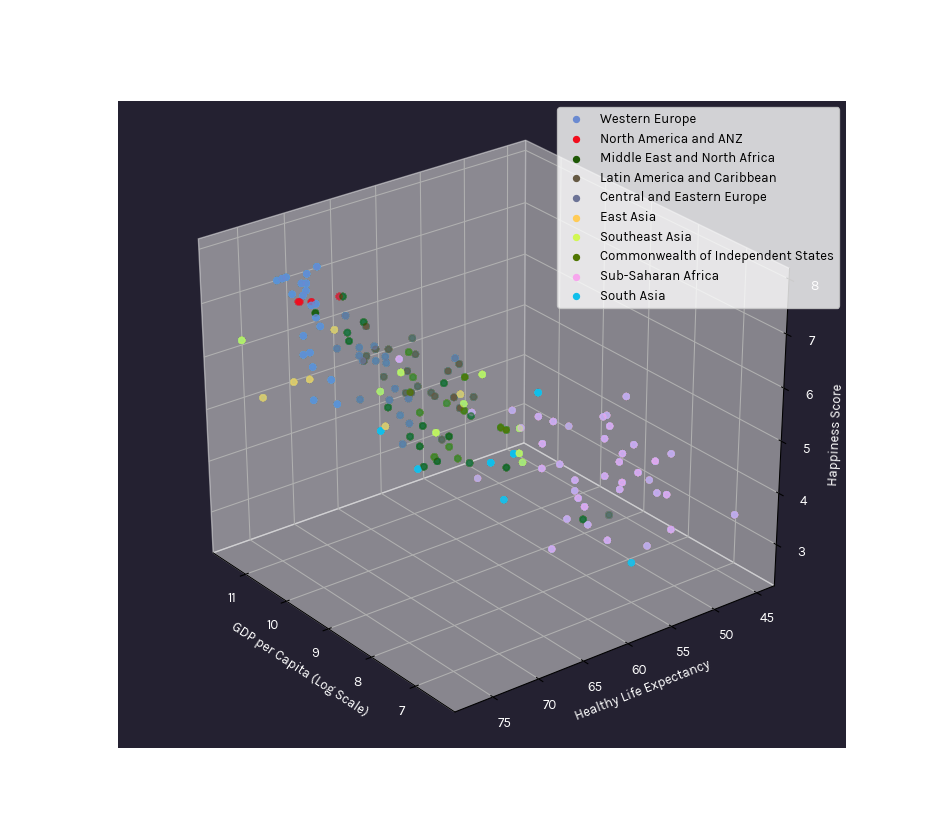 Western Europe
North America and ANZ
Middle East and North Africa
Latin America and Caribbean
Central and Eastern Europe
East Asia
Southeast Asia
Commonwealth of Independent States
Sub-Saharan Africa
South Asia
8
7
6
5
4
3
Happiness Score
11
10
9
8
7
GDP per Capita (Log Scale)
45
50
55
60
65
70
75
Healthy Life Expectancy